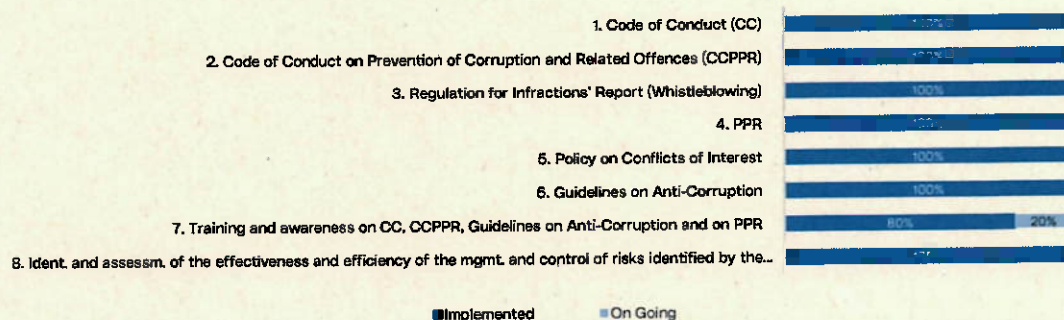 1. Code of Conduct (CC)
2. Code of Conduct on Prevention of Corruption and Related Offences (CCPPR)
3. Regulation for Infractions' Report (Whistleblowing)
100%
4. PPR
5. Policy on Conflicts of Interest
100%
6. Guidelines on Anti-Corruption
100%
7. Training and awareness on CC, CCPPR, Guidelines on Anti-Corruption and on PPR
80%
20%
8. Ident. and assessm. of the effectiveness and efficiency of the mgmt. and control of risks identified by the...
Implemented
On Going